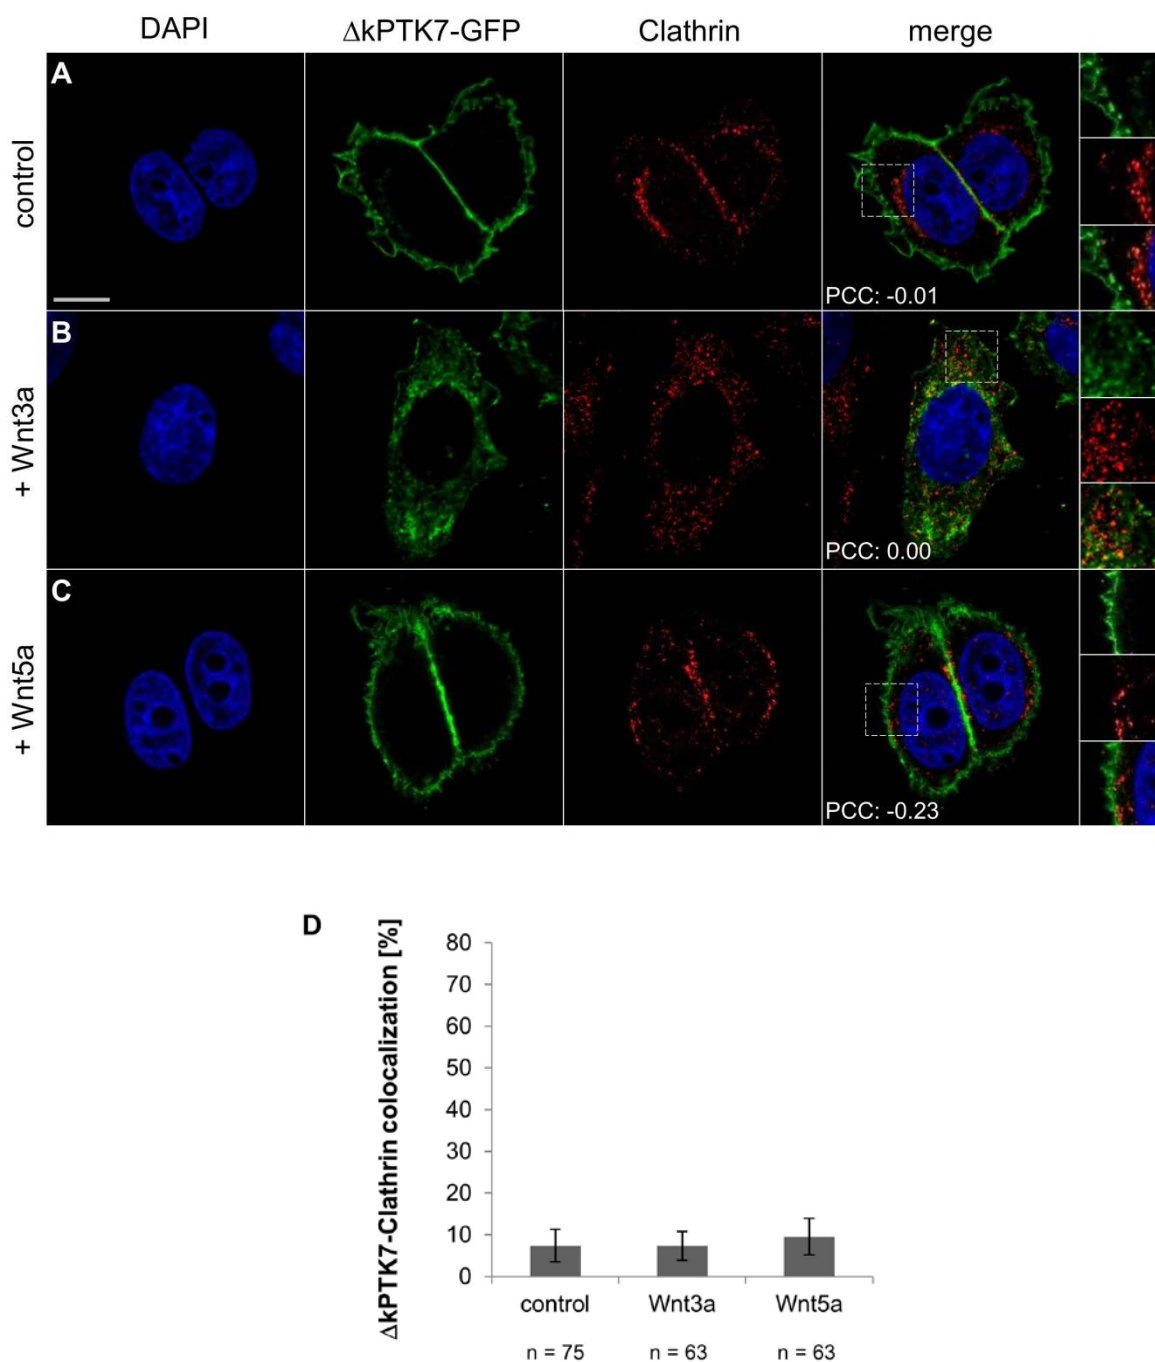 DAPI ΔkPTK7-GFP Clathrin merge
A
control
PCC: -0.01
B
+ Wnt3a
PCC: 0.00
C
+ Wnt5a
PCC: -0.23
D
ΔkPTK7-Clathrin colocalization [%]
80
70
60
50
40
30
20
10
0
control Wnt3a Wnt5a
n = 75 n = 63 n = 63